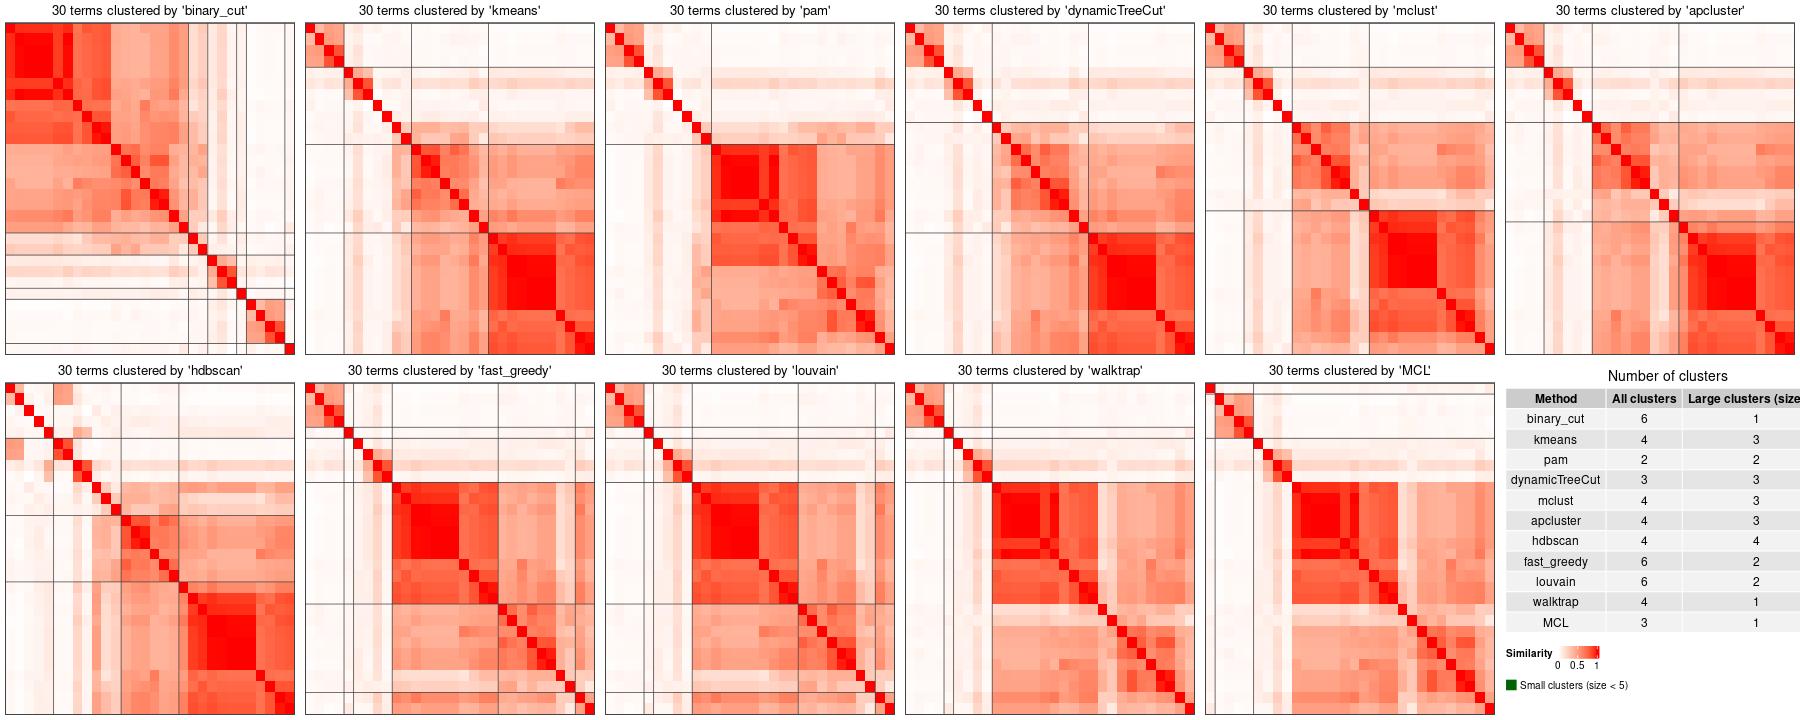 30 terms clustered by 'binary_cut'
30 terms clustered by 'kmeans'
30 terms clustered by 'pam'
30 terms clustered by 'dynamicTreeCut'
30 terms clustered by 'mclust'
30 terms clustered by 'apcluster'
30 terms clustered by 'hdbscan'
30 terms clustered by 'fast_greedy'
30 terms clustered by 'louvain'
30 terms clustered by 'walktrap'
30 terms clustered by 'MCL'
Number of clusters
Method All clusters Large clusters (size
binary_cut 6 1
kmeans 4 3
pam 2 2
dynamicTreeCut 3 3
mclust 4 3
apcluster 4 3
hdbscan 4 4
fast_greedy 6 2
louvain 6 2
walktrap 4 1
MCL 3 1
Similarity
0 0.5 1
Small clusters (size < 5)